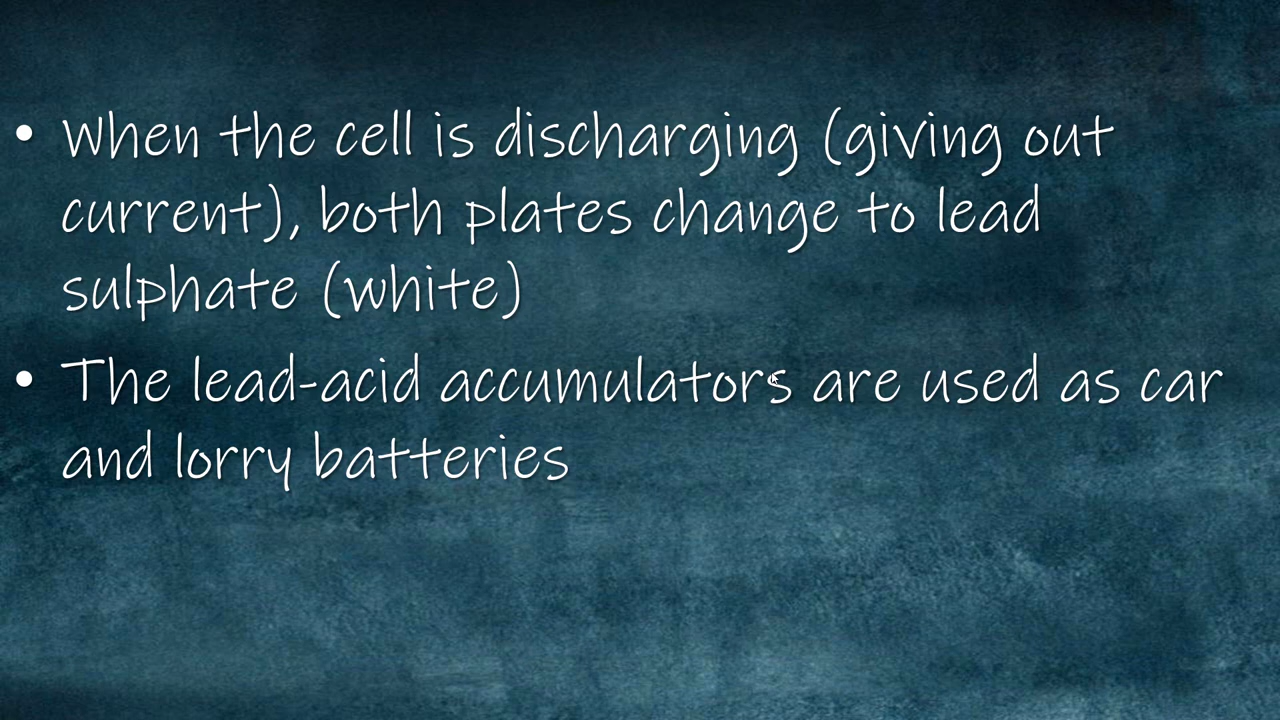 • When the cell is discharging (giving out
current), both plates change to lead
sulphate (white)
• The lead-acid accumulators are used as car
and lorry batteries